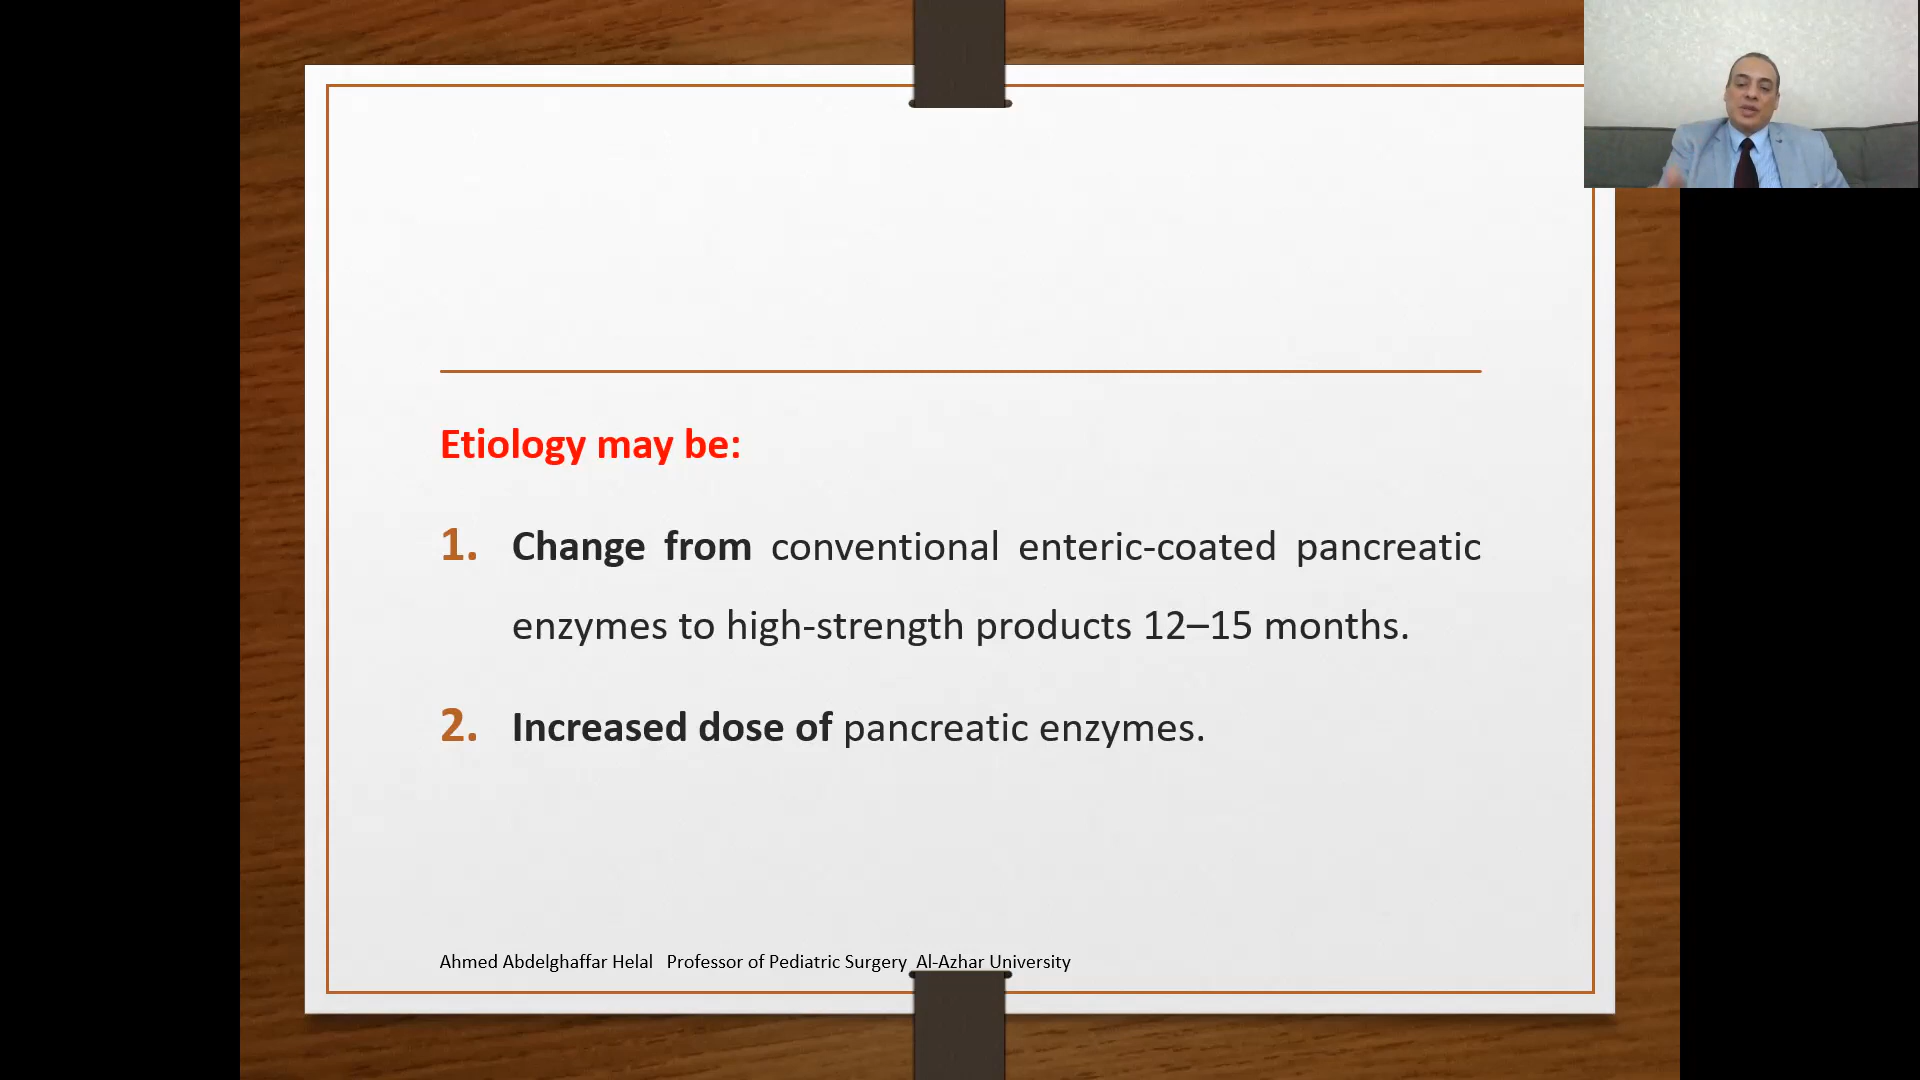 Etiology may be:
1. Change from conventional enteric-coated pancreatic
enzymes to high-strength products 12–15 months.
2. Increased dose of pancreatic enzymes.
Ahmed Abdelghaffar Helal Professor of Pediatric Surgery Al-Azhar University